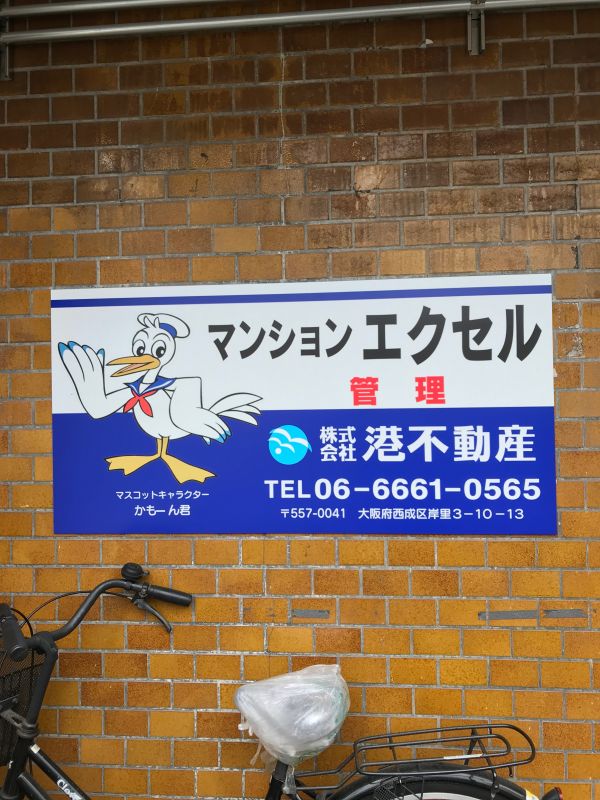 マンション エクセル
管理
株式会社 港不動産
TEL 06-6661-0565
〒557-0041 大阪府西成区岸里3-10-13
マスコットキャラクター
かもーん君